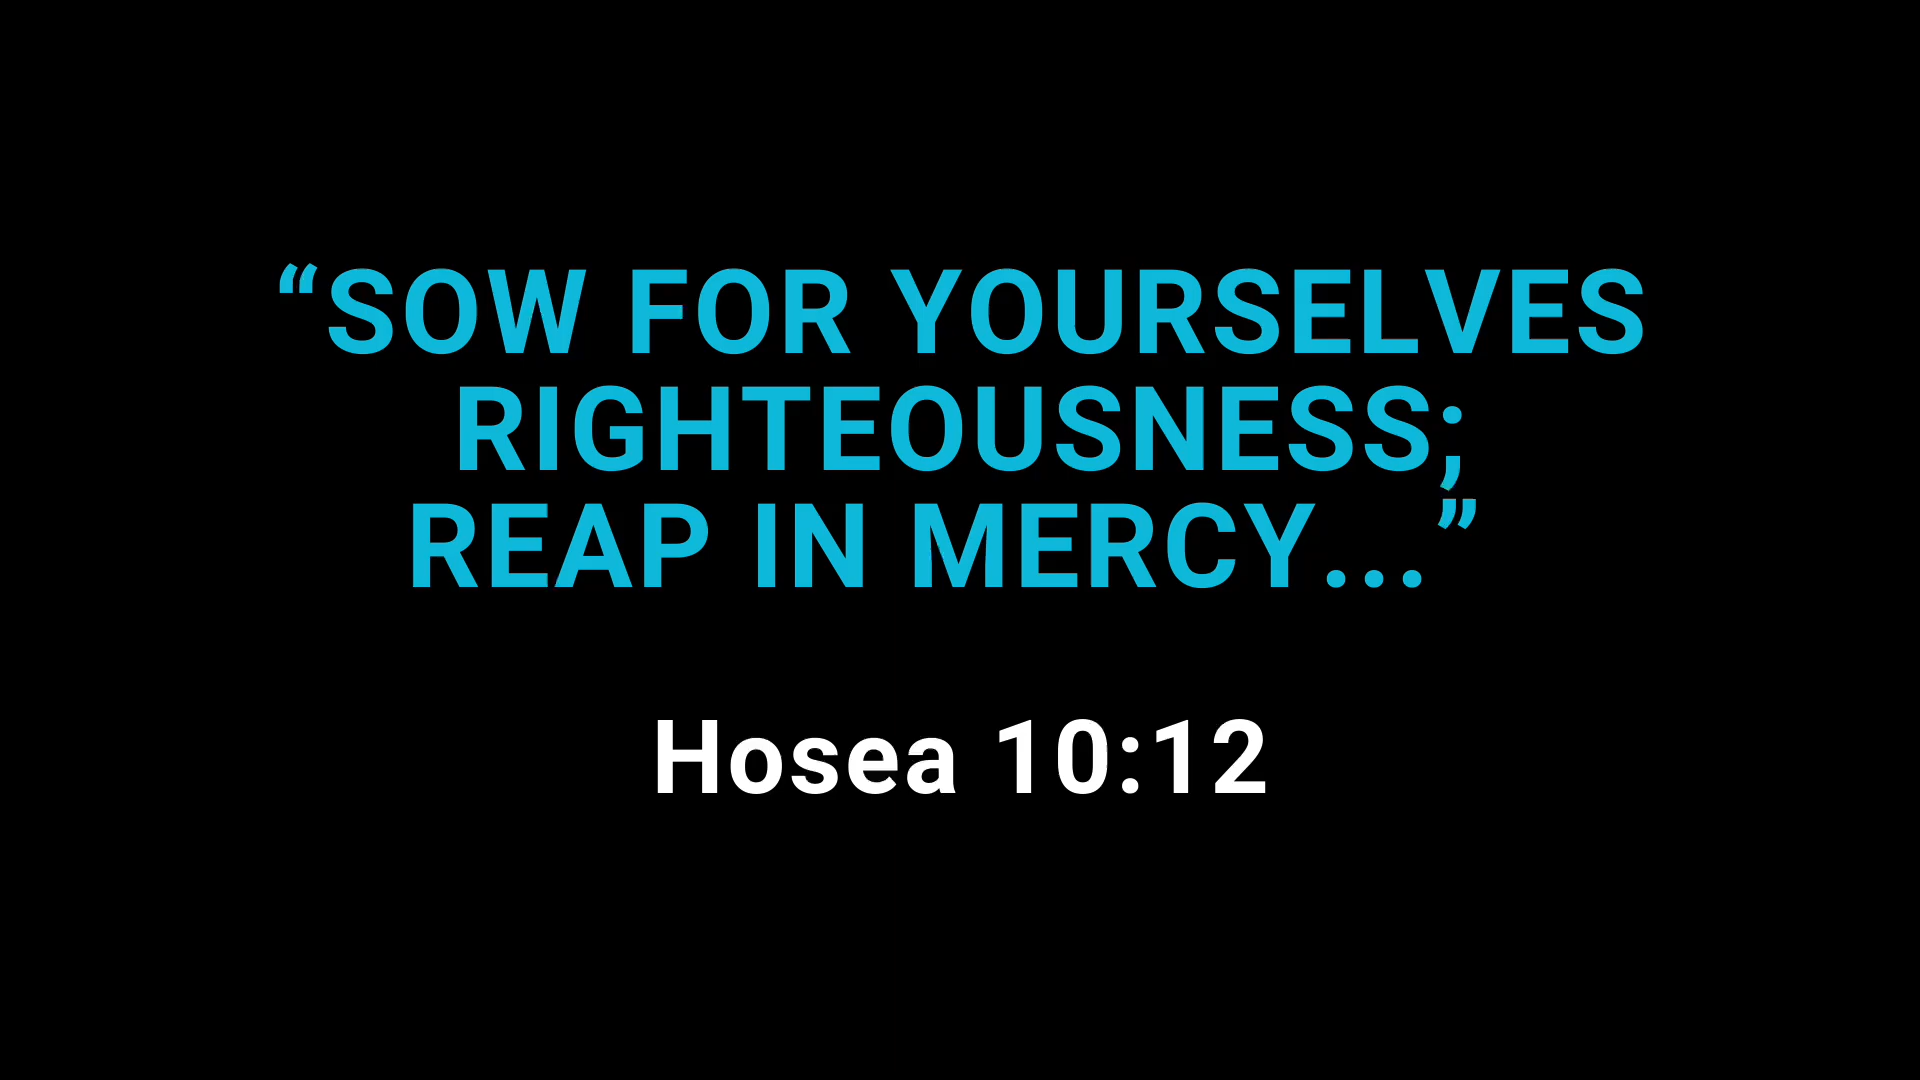 “SOW FOR YOURSELVES
RIGHTEOUSNESS;
REAP IN MERCY...”
Hosea 10:12